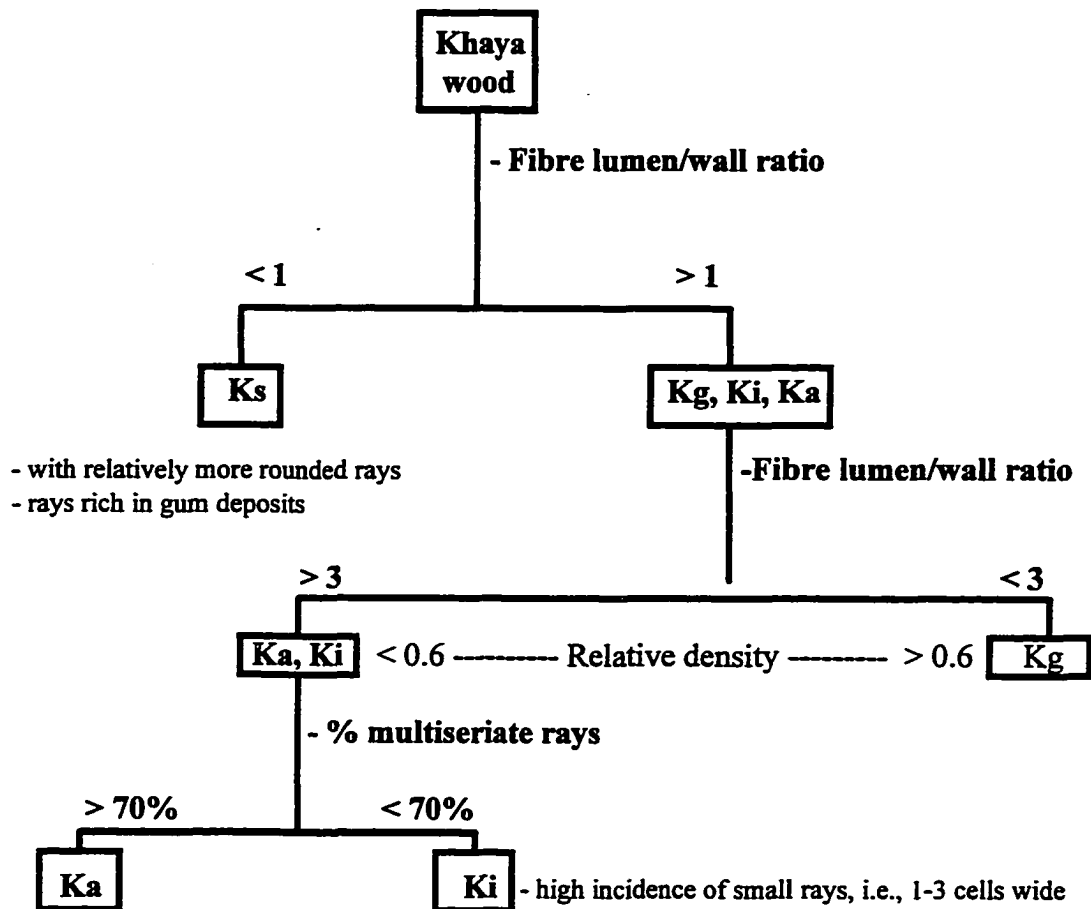 Khaya
wood
- Fibre lumen/wall ratio
< 1 > 1
Ks Kg, Ki, Ka
- with relatively more rounded rays
- rays rich in gum deposits
-Fibre lumen/wall ratio
> 3 < 3
Ka, Ki < 0.6 --------- Relative density --------- > 0.6 Kg
- % multiseriate rays
> 70% < 70%
Ka Ki - high incidence of small rays, i.e., 1-3 cells wide